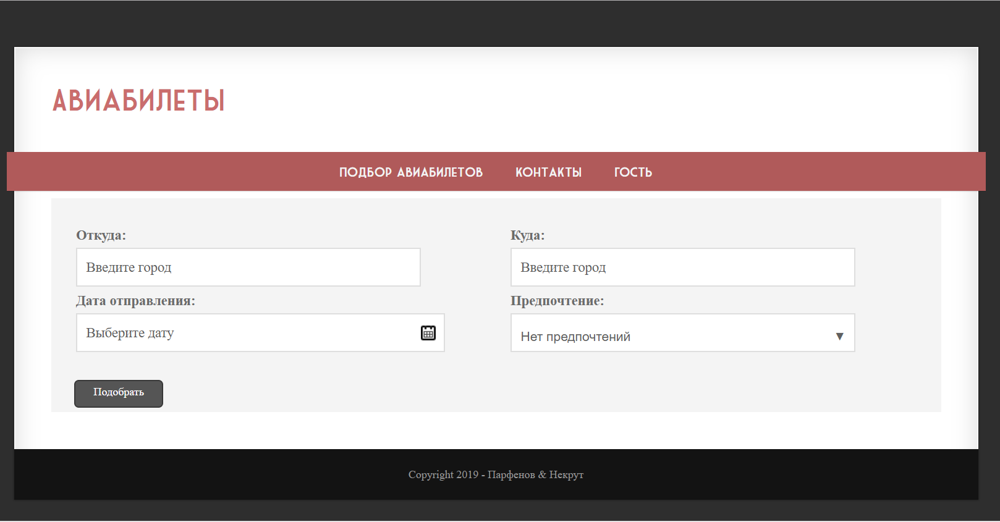 АВИАБИЛЕТЫ
ПОДБОР АВИАБИЛЕТОВ КОНТАКТЫ ГОСТЬ
Откуда: Куда:
Введите город Введите город
Дата отправления: Предпочтение:
Выберите дату Нет предпочтений
Подобрать
Copyright 2019 - Парфенов & Некрут